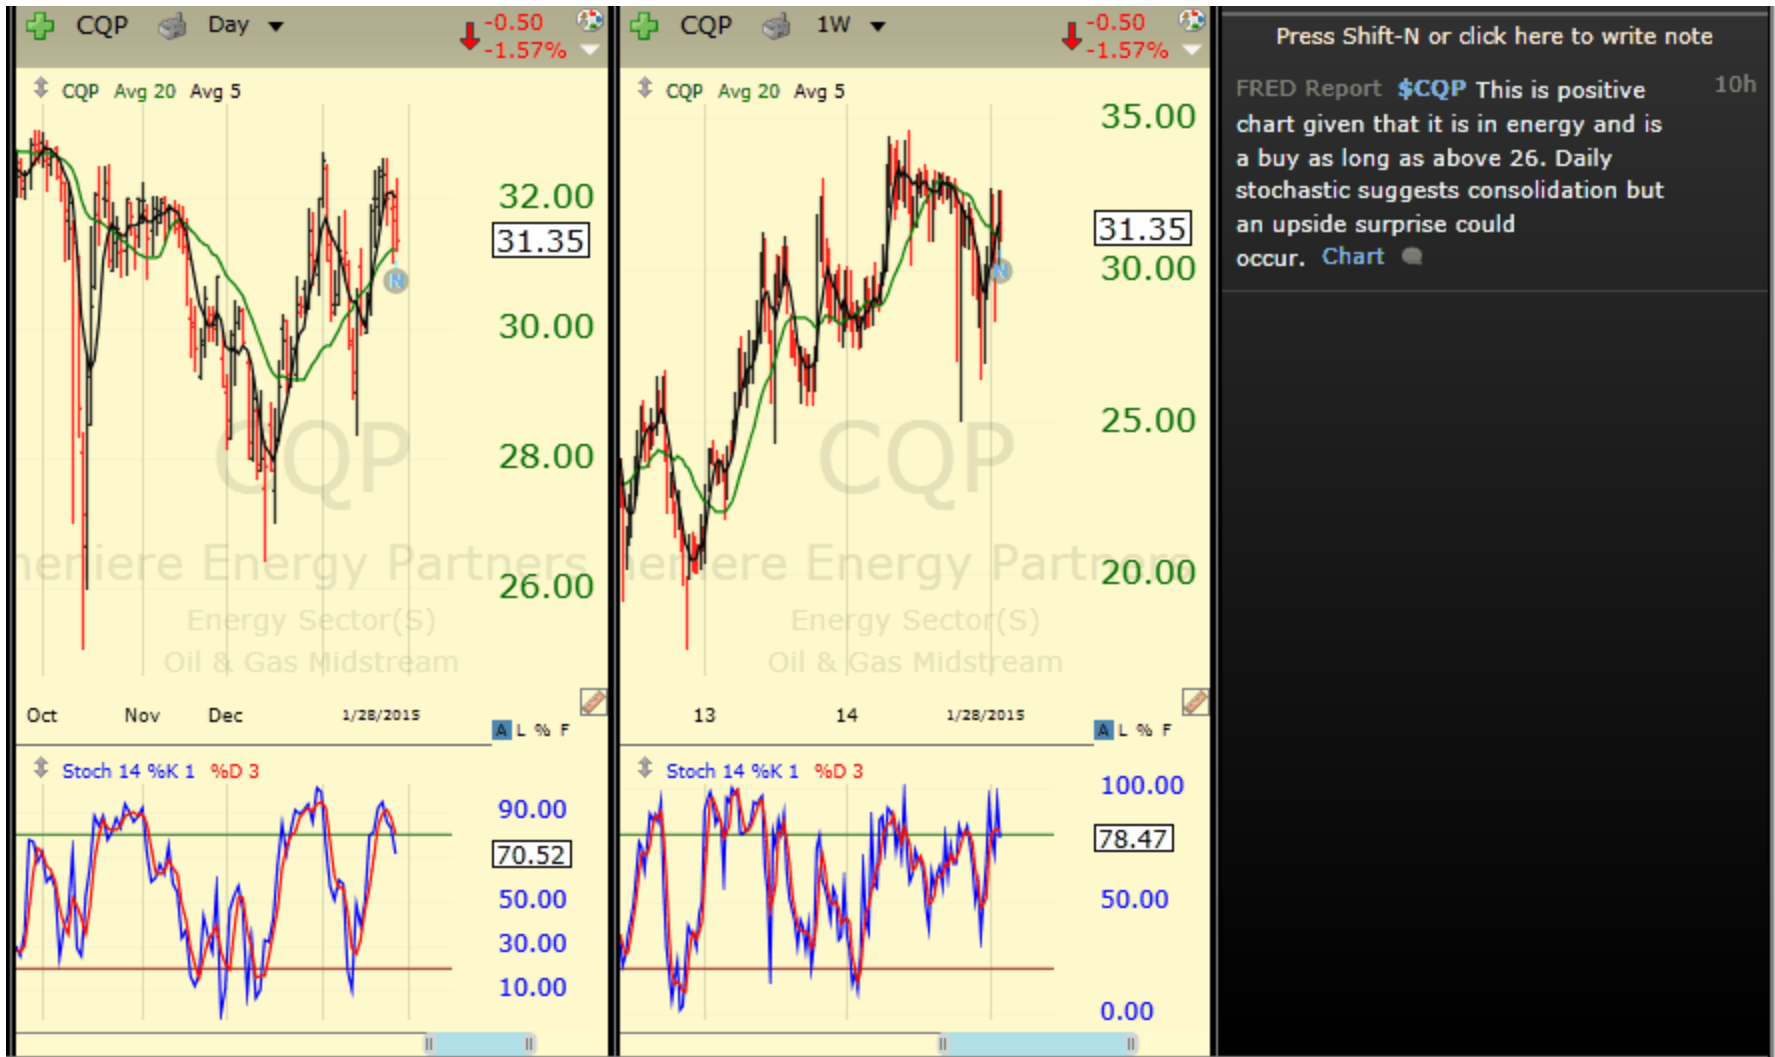 CQP Day -0.50
-1.57%
CQP Avg 20 Avg 5
32.00
31.35
N
30.00
28.00
26.00
CQP
heniere Energy Partners
Energy Sector(S)
Oil & Gas Midstream
Oct Nov Dec 1/28/2015
A L % F
Stoch 14 %K 1 %D 3
90.00
70.52
50.00
30.00
10.00
CQP 1W -0.50
-1.57%
CQP Avg 20 Avg 5
35.00
31.35
30.00
N
25.00
20.00
CQP
heniere Energy Partners
Energy Sector(S)
Oil & Gas Midstream
13 14 1/28/2015
A L % F
Stoch 14 %K 1 %D 3
100.00
78.47
50.00
0.00
Press Shift-N or click here to write note
FRED Report $CQP This is positive 10h
chart given that it is in energy and is
a buy as long as above 26. Daily
stochastic suggests consolidation but
an upside surprise could
occur. Chart